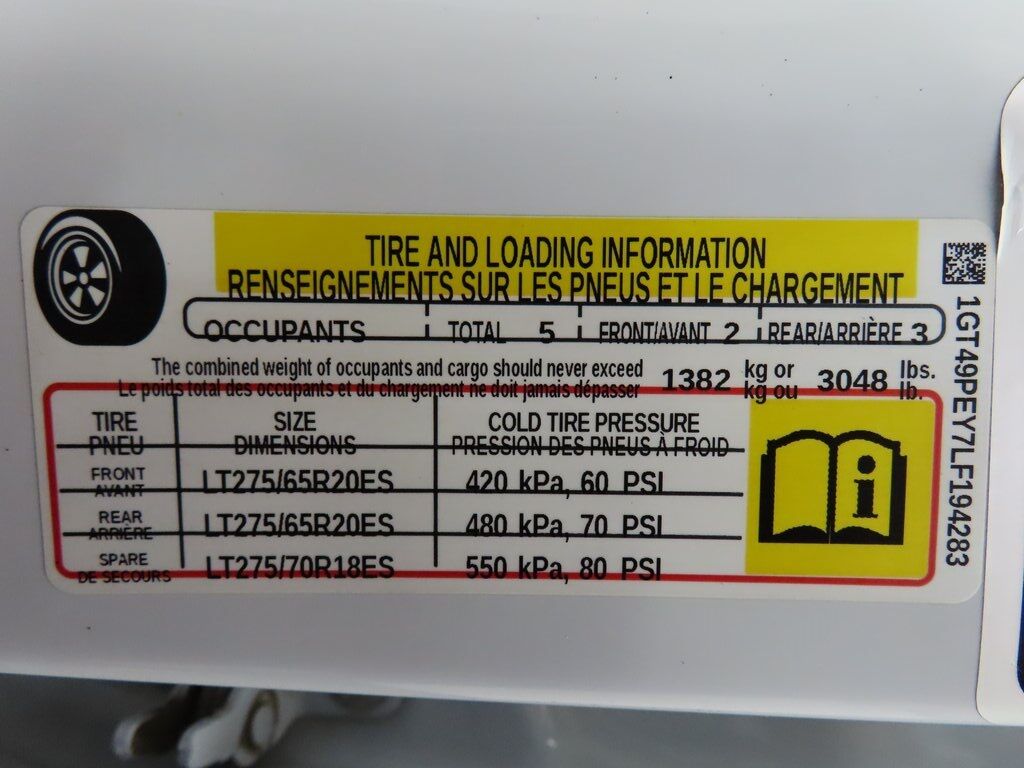 TIRE AND LOADING INFORMATION
RENSEIGNEMENTS SUR LES PNEUS ET LE CHARGEMENT
OCCUPANTS TOTAL 5 FRONT/AVANT 2 REAR/ARRIÈRE 3
The combined weight of occupants and cargo should never exceed 1382 kg or 3048 lbs.
Le poids total des occupants et du chargement ne doit jamais dépasser kg ou lb.
TIRE SIZE COLD TIRE PRESSURE
PNEU DIMENSIONS PRESSION DES PNEUS À FROID
FRONT
AVANT LT275/65R20ES 420 kPa, 60 PSI
REAR
ARRIÈRE LT275/65R20ES 480 kPa, 70 PSI
SPARE
DE SECOURS LT275/70R18ES 550 kPa, 80 PSI
i
1GT49PEY7LF194283